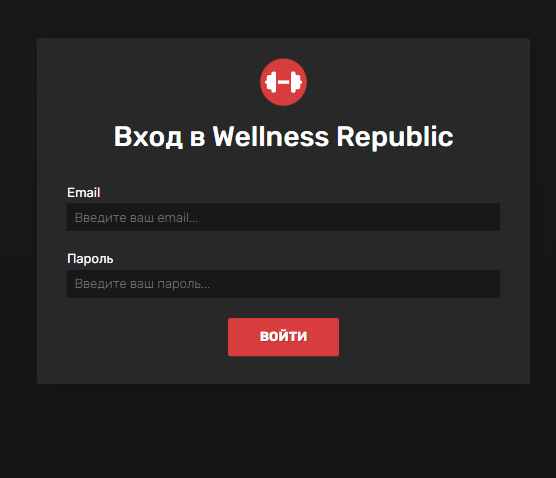 Вход в Wellness Republic
Email
Введите ваш email...
Пароль
Введите ваш пароль...
ВОЙТИ